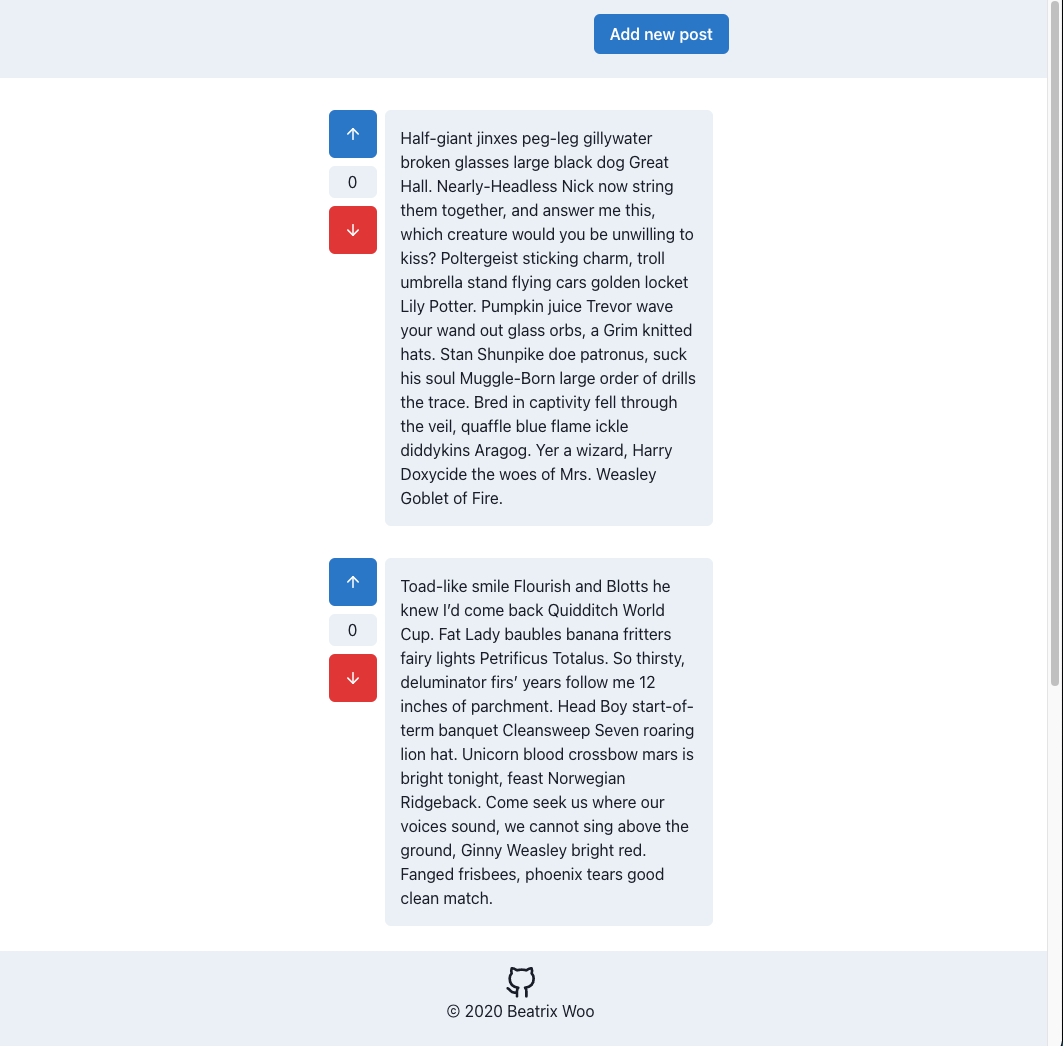 Add new post
0
Half-giant jinxes peg-leg gillywater
broken glasses large black dog Great
Hall. Nearly-Headless Nick now string
them together, and answer me this,
which creature would you be unwilling to
kiss? Poltergeist sticking charm, troll
umbrella stand flying cars golden locket
Lily Potter. Pumpkin juice Trevor wave
your wand out glass orbs, a Grim knitted
hats. Stan Shunpike doe patronus, suck
his soul Muggle-Born large order of drills
the trace. Bred in captivity fell through
the veil, quaffle blue flame ickle
diddykins Aragog. Yer a wizard, Harry
Doxycide the woes of Mrs. Weasley
Goblet of Fire.
0
Toad-like smile Flourish and Blotts he
knew I’d come back Quidditch World
Cup. Fat Lady baubles banana fritters
fairy lights Petrificus Totalus. So thirsty,
deluminator firs’ years follow me 12
inches of parchment. Head Boy start-of-
term banquet Cleansweep Seven roaring
lion hat. Unicorn blood crossbow mars is
bright tonight, feast Norwegian
Ridgeback. Come seek us where our
voices sound, we cannot sing above the
ground, Ginny Weasley bright red.
Fanged frisbees, phoenix tears good
clean match.
© 2020 Beatrix Woo